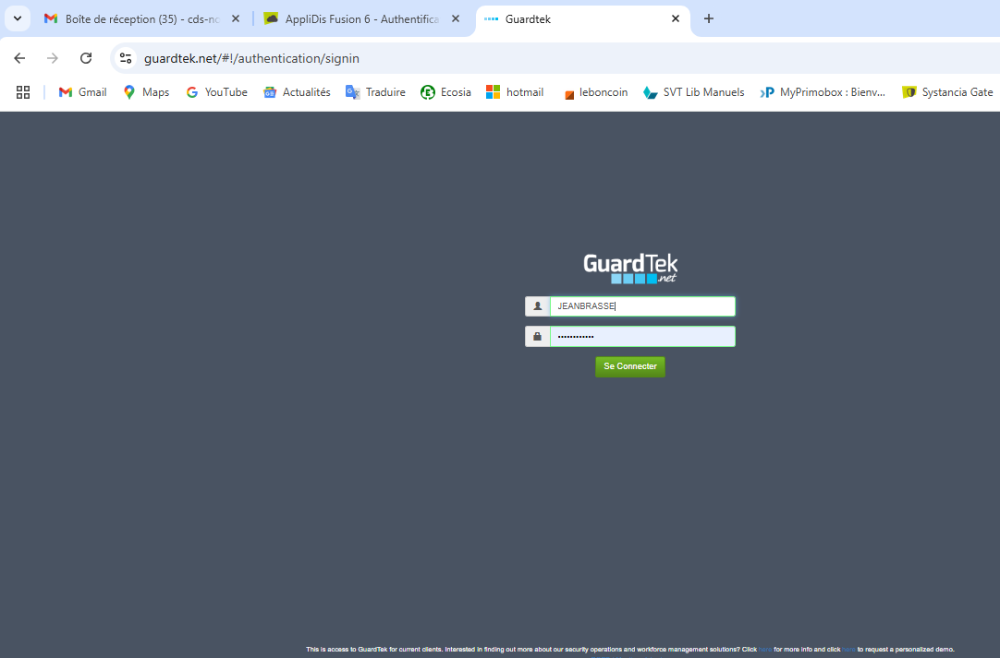 Boîte de réception (35) - cds-no
AppliDis Fusion 6 - Authentifica
Guardtek
guardtek.net/#!/authentication/signin
Gmail
Maps
YouTube
Actualités
Traduire
Ecosia
hotmail
leboncoin
SVT Lib Manuels
MyPrimobox : Bienv...
Systancia Gate
GuardTek
.net
JEANBRASSE
••••••••••••
Se Connecter
This is access to GuardTek for current clients. Interested in finding out more about our security operations and workforce management solutions? Click here for more info and click here to request a personalized demo.